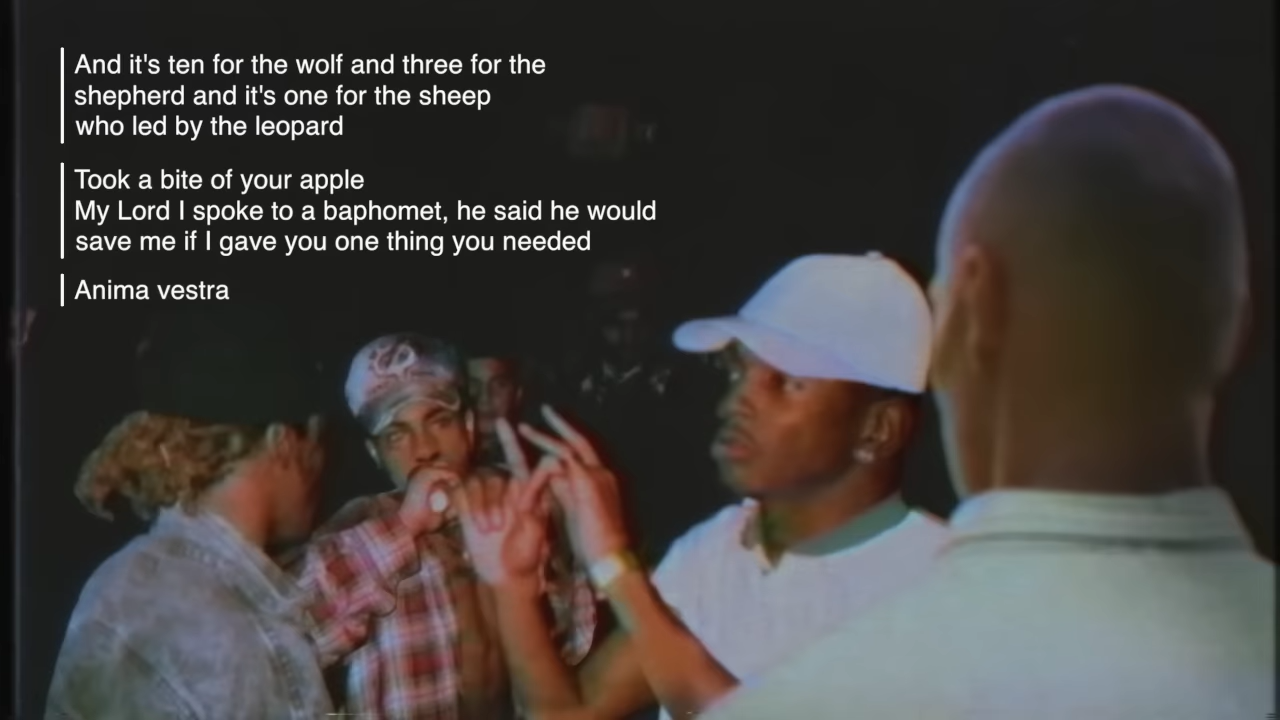 And it's ten for the wolf and three for the
shepherd and it's one for the sheep
who led by the leopard
Took a bite of your apple
My Lord I spoke to a baphomet, he said he would
save me if I gave you one thing you needed
Anima vestra